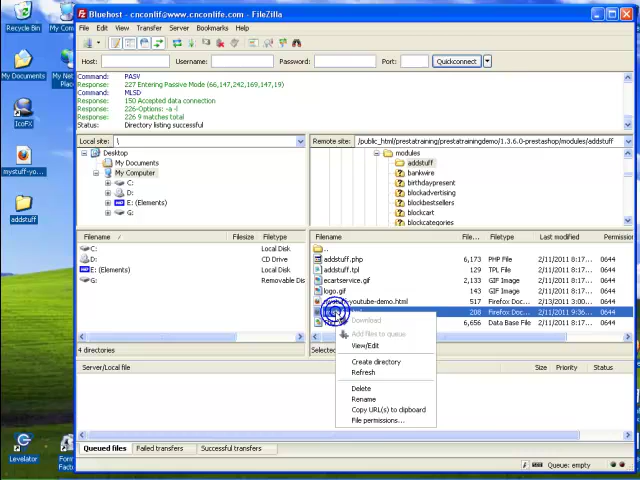 Bluehost - cnconlif@www.cnconlife.com - FileZilla
File Edit View Transfer Server Bookmarks Help
Host: Username: Password: Port: Quickconnect
Command: PASV
Response: 227 Entering Passive Mode (66,147,242,169,147,19)
Command: MLSD
Response: 150 Accepted data connection
Response: 226-Options: -a -l
Response: 226 9 matches total
Status: Directory listing successful
Local site: \
Desktop
My Documents
My Computer
C:
D:
E: (Elements)
G:
Remote site: /public_html/prestatraining/prestatrainingdemo/1.3.6.0-prestashop/modules/addstuff
modules
addstuff
bankwire
birthdaypresent
blockadvertising
blockbestsellers
blockcart
blockcategories
Filename Filesize Filetype
C: Local Disk
D: CD Drive
E: (Elements) Local Disk
G: Removable Dis
4 directories
Filename File... Filetype Last modified Permission
..
addstuff.php 6,173 PHP File 2/11/2011 8:17... 0644
addstuff.tpl 129 TPL File 2/11/2011 8:17... 0644
ecartservice.gif 2,282 GIF Image 2/11/2011 8:17... 0644
logo.gif 143 GIF Image 2/11/2011 8:17... 0644
mystuff-youtube-demo.html 517 Firefox Doc... 2/13/2011 3:00... 0644
208 Firefox Doc... 2/11/2011 9:36... 0644
6,656 Data Base File 2/11/2011 8:17... 0644
Selected
Download
Add files to queue
View/Edit
Create directory
Refresh
Delete
Rename
Copy URL(s) to clipboard
File permissions...
Server/Local file Size Priority Status
Queued files Failed transfers Successful transfers
Queue: empty
Recycle Bin
My Com
My Documents
My Net
Place
IcoFX
mystuff-yo...
addstuff
Levelator
Form
Facto